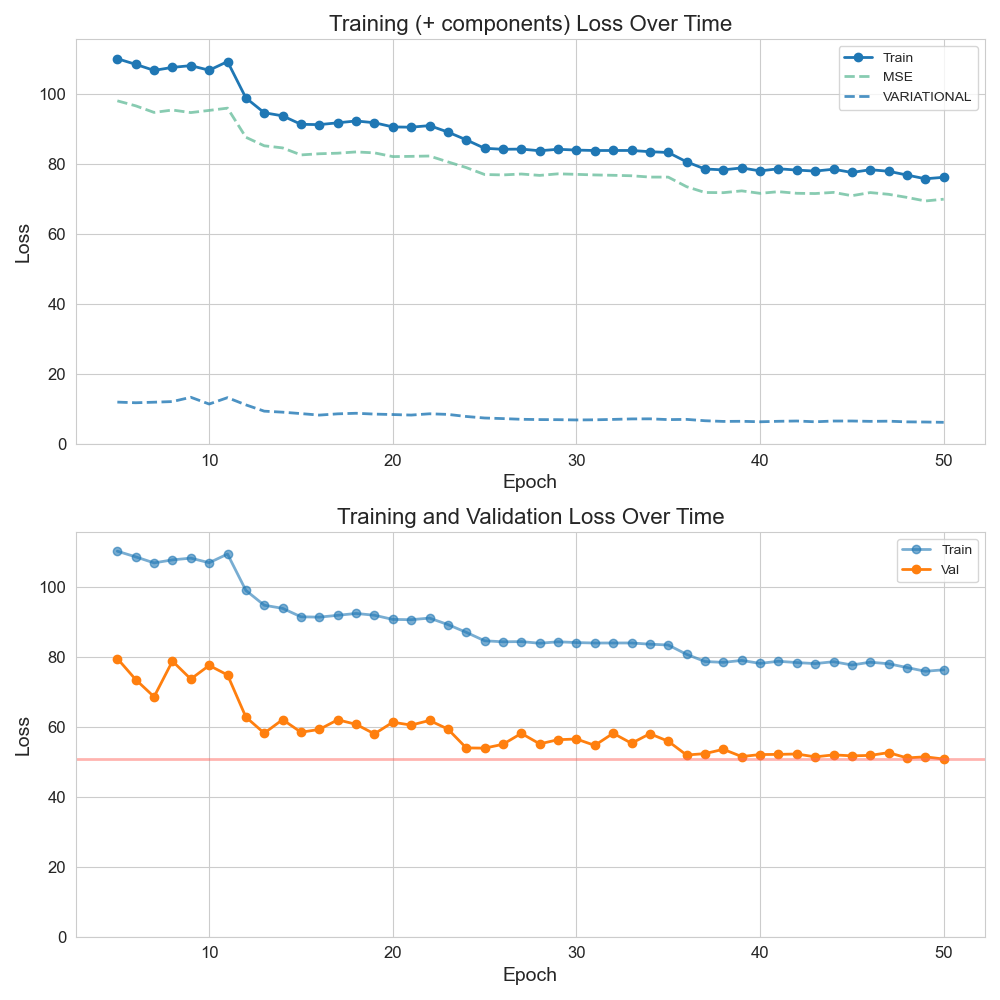 Training (+ components) Loss Over Time
Train
MSE
VARIATIONAL
Loss
100
80
60
40
20
0
10 20 30 40 50
Epoch
Training and Validation Loss Over Time
Train
Val
Loss
100
80
60
40
20
0
10 20 30 40 50
Epoch